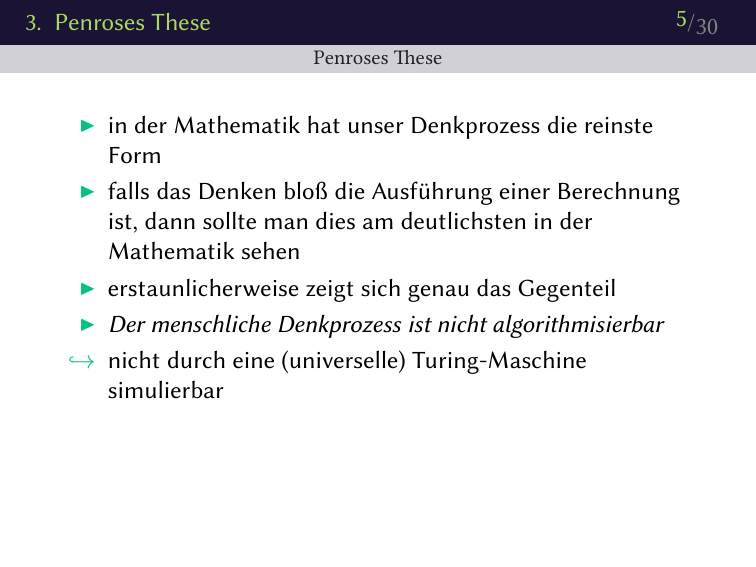 3. Penroses These
5/30
Penroses These
▶ in der Mathematik hat unser Denkprozess die reinste
Form
▶ falls das Denken bloß die Ausführung einer Berechnung
ist, dann sollte man dies am deutlichsten in der
Mathematik sehen
▶ erstaunlicherweise zeigt sich genau das Gegenteil
▶ Der menschliche Denkprozess ist nicht algorithmisierbar
↪ nicht durch eine (universelle) Turing-Maschine
simulierbar